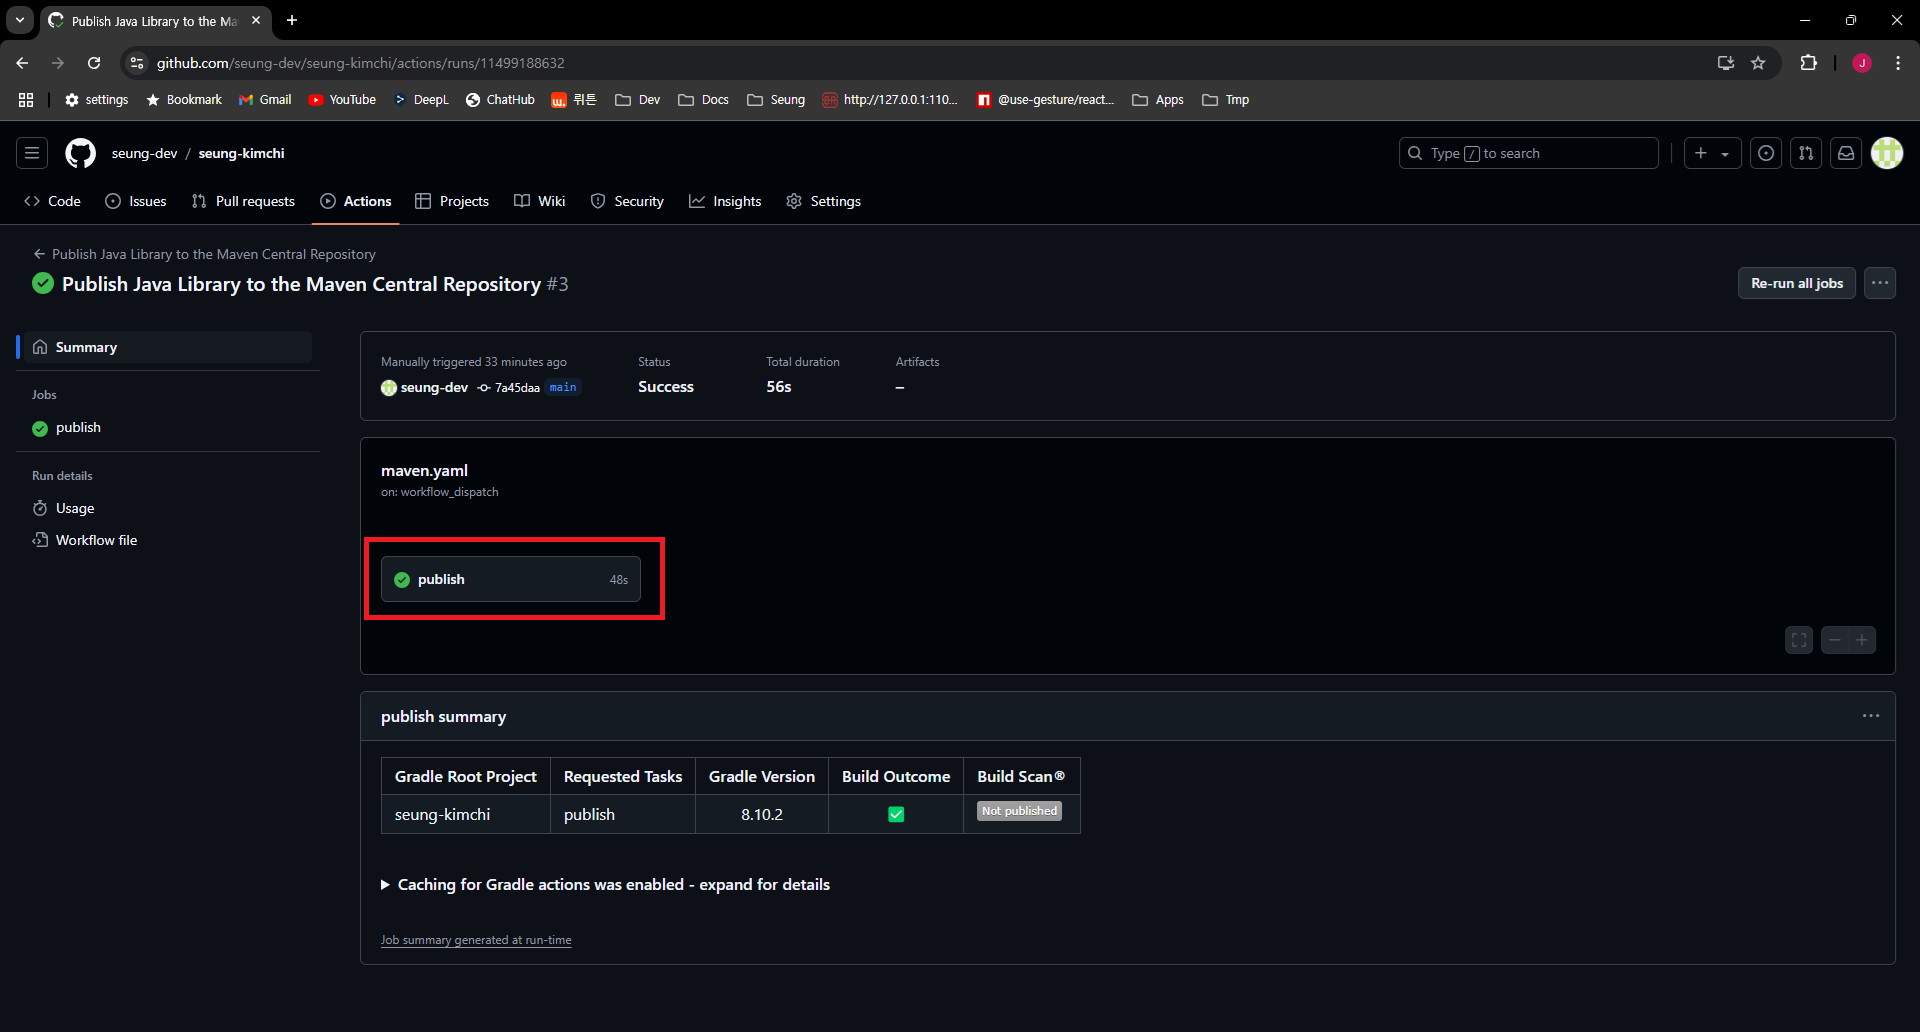 Publish Java Library to the Ma
github.com/seung-dev/seung-kimchi/actions/runs/11499188632
J
settings Bookmark Gmail YouTube DeepL ChatHub 뤼튼 Dev Docs Seung http://127.0.0.1:110... @use-gesture/react... Apps Tmp
seung-dev / seung-kimchi
Type / to search
Code Issues Pull requests Actions Projects Wiki Security Insights Settings
Publish Java Library to the Maven Central Repository
Publish Java Library to the Maven Central Repository #3
Re-run all jobs
Summary
Jobs
publish
Run details
Usage
Workflow file
Manually triggered 33 minutes ago Status Total duration Artifacts
seung-dev 7a45daa main Success 56s –
maven.yaml
on: workflow_dispatch
publish 48s
publish summary
Gradle Root Project Requested Tasks Gradle Version Build Outcome Build Scan®
seung-kimchi publish 8.10.2 Not published
Caching for Gradle actions was enabled - expand for details
Job summary generated at run-time